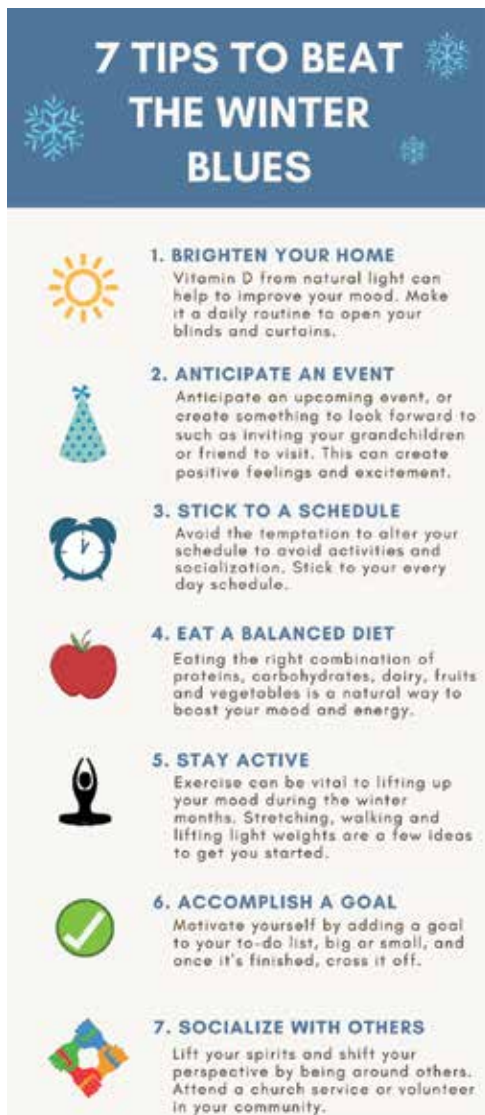 7 TIPS TO BEAT
THE WINTER
BLUES
1. BRIGHTEN YOUR HOME
Vitamin D from natural light can
help to improve your mood. Make
it a daily routine to open your
blinds and curtains.
2. ANTICIPATE AN EVENT
Anticipate an upcoming event, or
create something to look forward to
such as inviting your grandchildren
or friend to visit. This can create
positive feelings and excitement.
3. STICK TO A SCHEDULE
Avoid the temptation to alter your
schedule to avoid activities and
socialization. Stick to your every
day schedule.
4. EAT A BALANCED DIET
Eating the right combination of
proteins, carbohydrates, dairy, fruits
and vegetables is a natural way to
boost your mood and energy.
5. STAY ACTIVE
Exercise can be vital to lifting up
your mood during the winter
months. Stretching, walking and
lifting light weights are a few ideas
to get you started.
6. ACCOMPLISH A GOAL
Motivate yourself by adding a goal
to your to-do list, big or small, and
once it's finished, cross it off.
7. SOCIALIZE WITH OTHERS
Lift your spirits and shift your
perspective by being around others.
Attend a church service or volunteer
in your community.